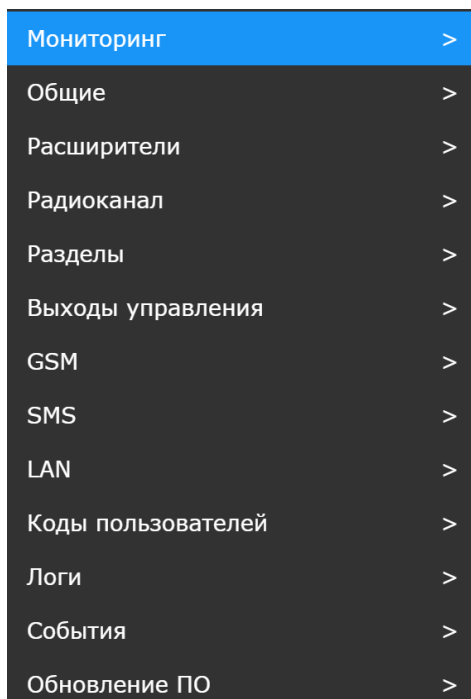 Мониторинг >
Общие >
Расширители >
Радиоканал >
Разделы >
Выходы управления >
GSM >
SMS >
LAN >
Коды пользователей >
Логи >
События >
Обновление ПО >